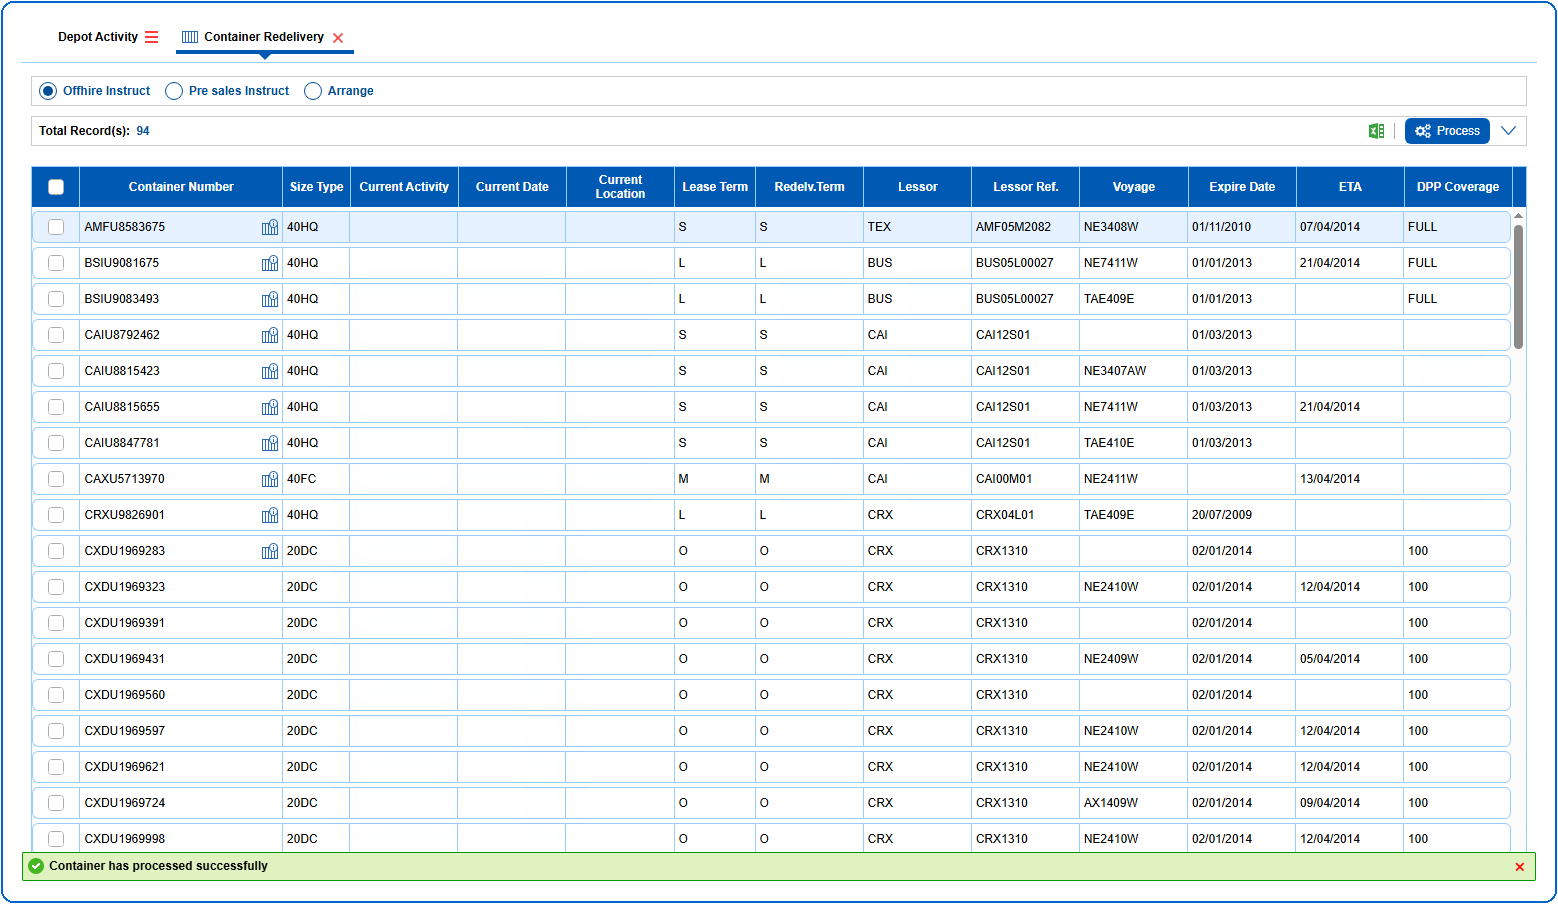 Depot Activity Container Redelivery
Offhire Instruct Pre sales Instruct Arrange
Total Record(s): 94 Process
Container Number Size Type Current Activity Current Date Current Location Lease Term Redelv.Term Lessor Lessor Ref. Voyage Expire Date ETA DPP Coverage
AMFU8583675 40HQ S S TEX AMF05M2082 NE3408W 01/11/2010 07/04/2014 FULL
BSIU9081675 40HQ L L BUS BUS05L00027 NE7411W 01/01/2013 21/04/2014 FULL
BSIU9083493 40HQ L L BUS BUS05L00027 TAE409E 01/01/2013 FULL
CAIU8792462 40HQ S S CAI CAI12S01 01/03/2013
CAIU8815423 40HQ S S CAI CAI12S01 NE3407AW 01/03/2013
CAIU8815655 40HQ S S CAI CAI12S01 NE7411W 01/03/2013 21/04/2014
CAIU8847781 40HQ S S CAI CAI12S01 TAE410E 01/03/2013
CAXU5713970 40FC M M CAI CAI00M01 NE2411W 13/04/2014
CRXU9826901 40HQ L L CRX CRX04L01 TAE409E 20/07/2009
CXDU1969283 20DC O O CRX CRX1310 02/01/2014 100
CXDU1969323 20DC O O CRX CRX1310 NE2410W 02/01/2014 12/04/2014 100
CXDU1969391 20DC O O CRX CRX1310 02/01/2014 100
CXDU1969431 20DC O O CRX CRX1310 NE2409W 02/01/2014 05/04/2014 100
CXDU1969560 20DC O O CRX CRX1310 02/01/2014 100
CXDU1969597 20DC O O CRX CRX1310 NE2410W 02/01/2014 12/04/2014 100
CXDU1969621 20DC O O CRX CRX1310 NE2410W 02/01/2014 12/04/2014 100
CXDU1969724 20DC O O CRX CRX1310 AX1409W 02/01/2014 09/04/2014 100
CXDU1969998 20DC O O CRX CRX1310 NE2410W 02/01/2014 12/04/2014 100
Container has processed successfully